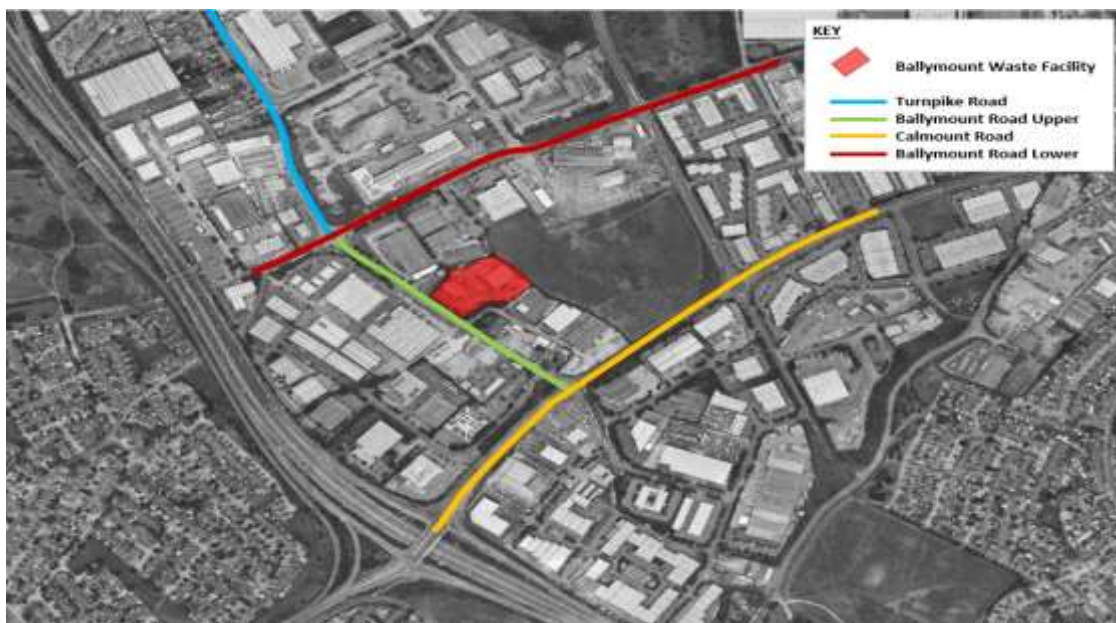 KEY
Ballymount Waste Facility
Turnpike Road
Ballymount Road Upper
Calmount Road
Ballymount Road Lower